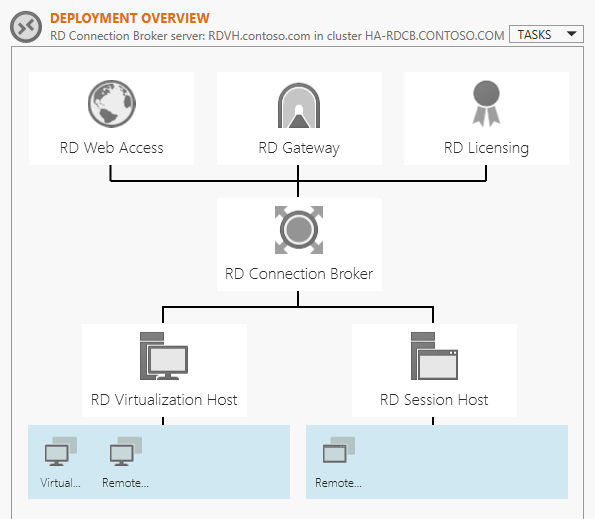 DEPLOYMENT OVERVIEW
RD Connection Broker server: RDVH.contoso.com in cluster HA-RDCB.CONTOSO.COM
TASKS
RD Web Access
RD Gateway
RD Licensing
RD Connection Broker
RD Virtualization Host
RD Session Host
Virtual...
Remote...
Remote...